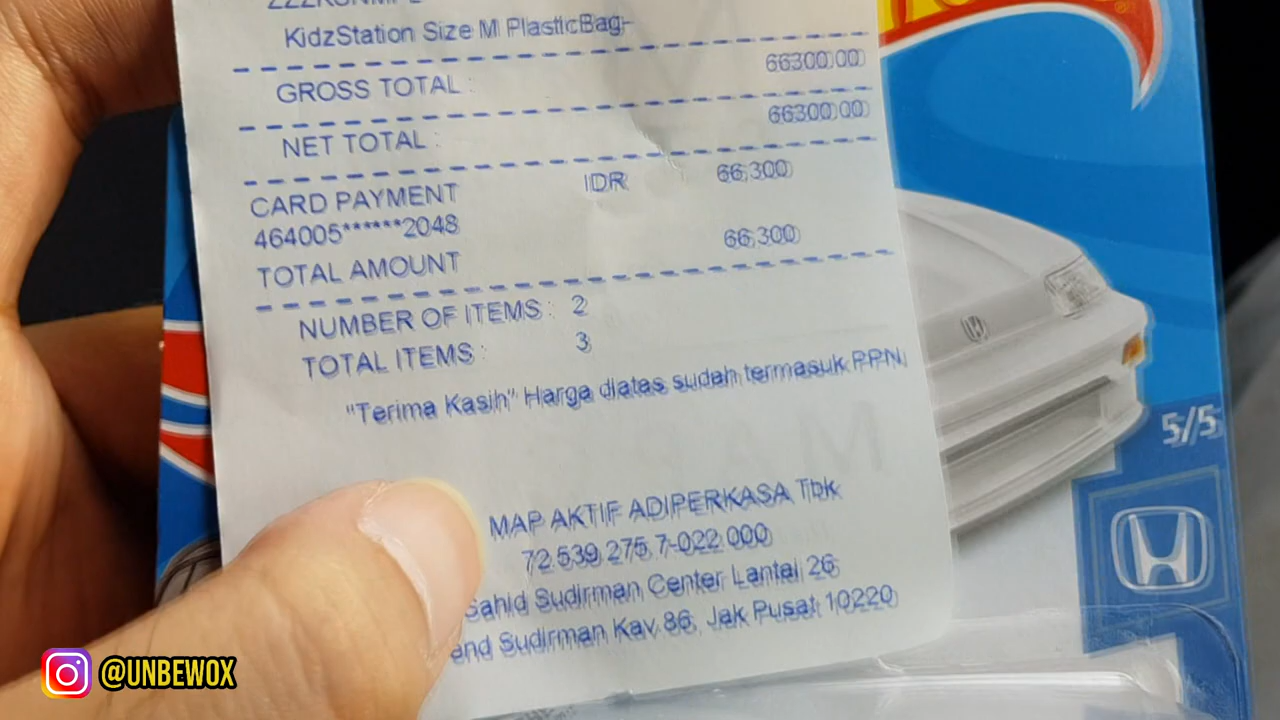 KidzStation Size M PlasticBag-
GROSS TOTAL : 66300.00
NET TOTAL : 66300.00
CARD PAYMENT IDR 66,300
464005******2048
TOTAL AMOUNT 66,300
NUMBER OF ITEMS : 2
TOTAL ITEMS : 3
"Terima Kasih" Harga diatas sudah termasuk PPN
MAP AKTIF ADIPERKASA Tbk
72.539.275.7-022.000
Sahid Sudirman Center Lantai 26
end Sudirman Kav 86, Jak Pusat 10220
5/5
@UNBEWOX